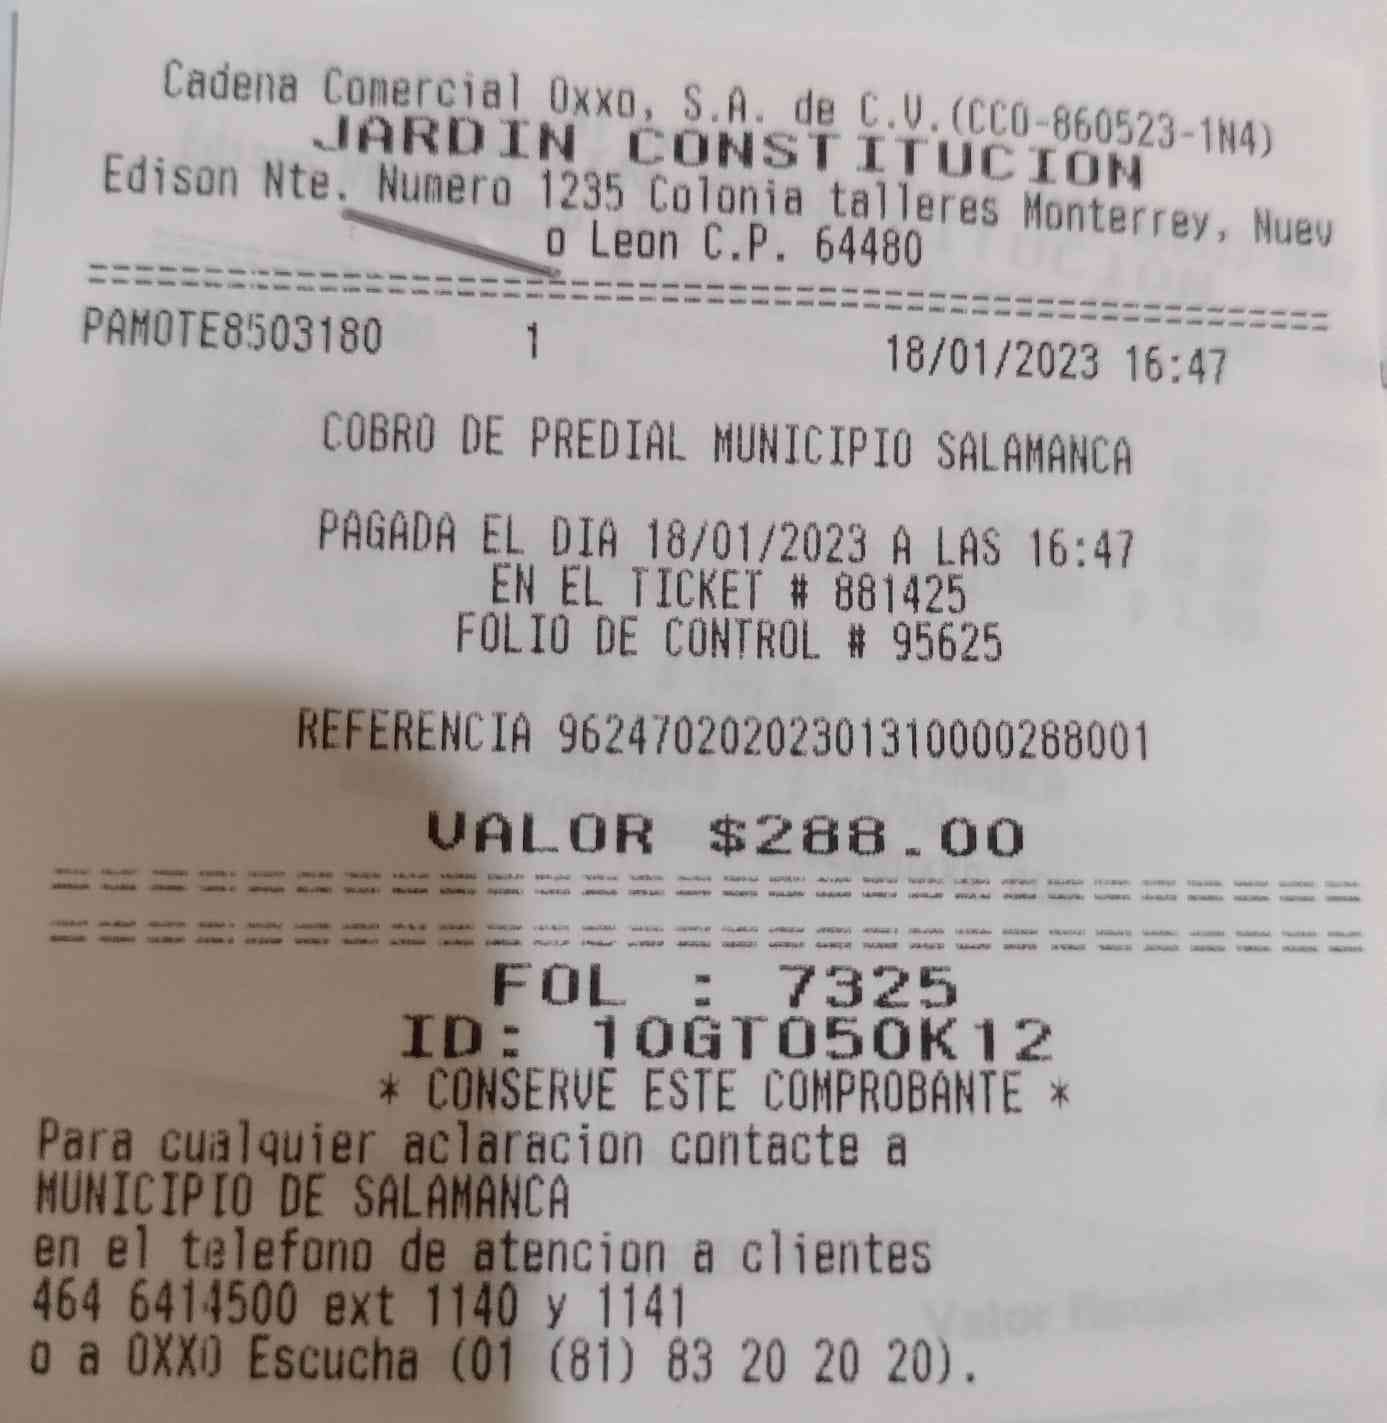 Cadena Comercial Oxxo, S.A. de C.V.(CCO-860523-1N4)
JARDIN CONSTITUCION
Edison Nte. Numero 1235 Colonia talleres Monterrey, Nuev
o Leon C.P. 64480
PAMOTE8503180 1 18/01/2023 16:47
COBRO DE PREDIAL MUNICIPIO SALAMANCA
PAGADA EL DIA 18/01/2023 A LAS 16:47
EN EL TICKET # 881425
FOLIO DE CONTROL # 95625
REFERENCIA 96247020202301310000288001
VALOR $288.00
FOL : 7325
ID: 10GTO50K12
* CONSERVE ESTE COMPROBANTE *
Para cualquier aclaracion contacte a
MUNICIPIO DE SALAMANCA
en el telefono de atencion a clientes
464 6414500 ext 1140 y 1141
o a OXXO Escucha (01 (81) 83 20 20 20).